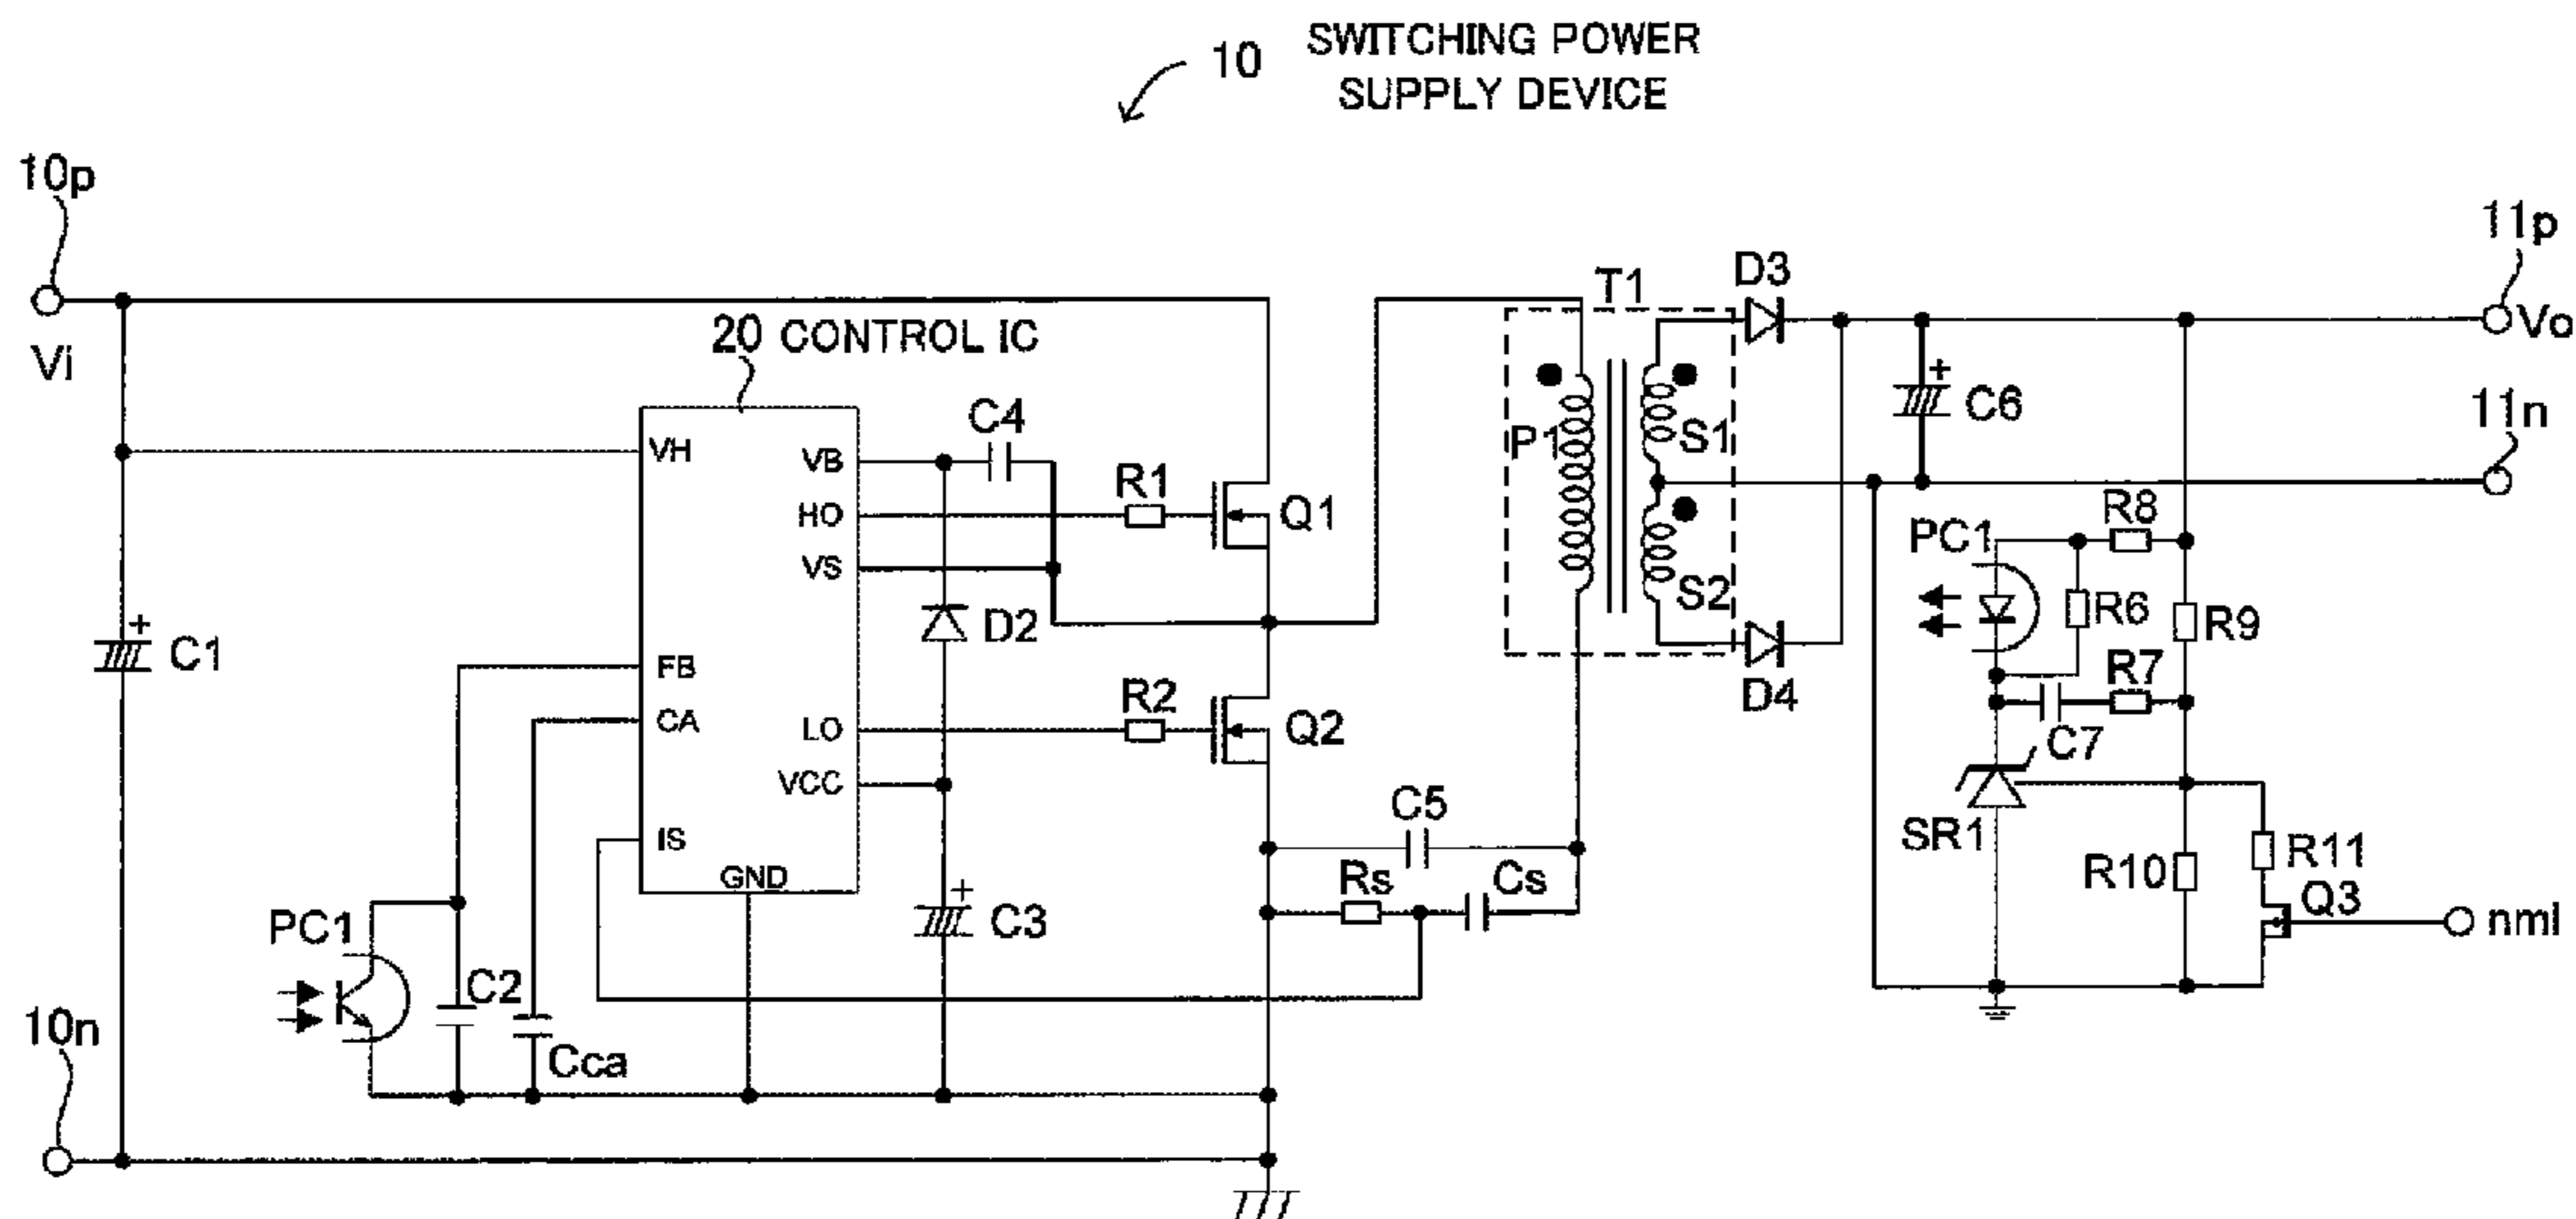 10
SWITCHING POWER
SUPPLY DEVICE
10p
Vi
20 CONTROL IC
VH
VB
HO
VS
FB
CA
LO
VCC
IS
GND
C1
C4
D2
C3
R1
R2
Q1
Q2
PC1
C2
Cca
10n
C5
Rs
Cs
T1
P1
S1
S2
D3
D4
C6
11p
Vo
11n
PC1
R8
R6
R9
R7
C7
SR1
R10
R11
Q3
nml